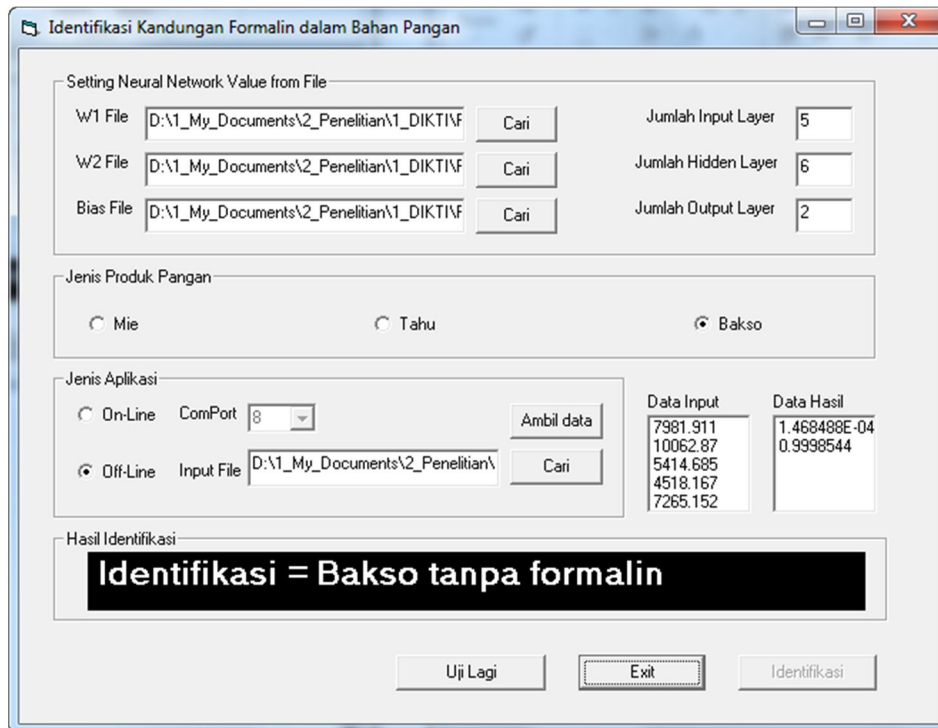 Identifikasi Kandungan Formalin dalam Bahan Pangan
Setting Neural Network Value from File
W1 File D:\1_My_Documents\2_Penelitian\1_DIKTI\F Cari Jumlah Input Layer 5
W2 File D:\1_My_Documents\2_Penelitian\1_DIKTI\F Cari Jumlah Hidden Layer 6
Bias File D:\1_My_Documents\2_Penelitian\1_DIKTI\F Cari Jumlah Output Layer 2
Jenis Produk Pangan
Mie Tahu Bakso
Jenis Aplikasi
On-Line ComPort 8 Ambil data
Off-Line Input File D:\1_My_Documents\2_Penelitian\ Cari
Data Input
7981.911
10062.87
5414.685
4518.167
7265.152
Data Hasil
1.468488E-04
0.9998544
Hasil Identifikasi
Identifikasi = Bakso tanpa formalin
Uji Lagi Exit Identifikasi